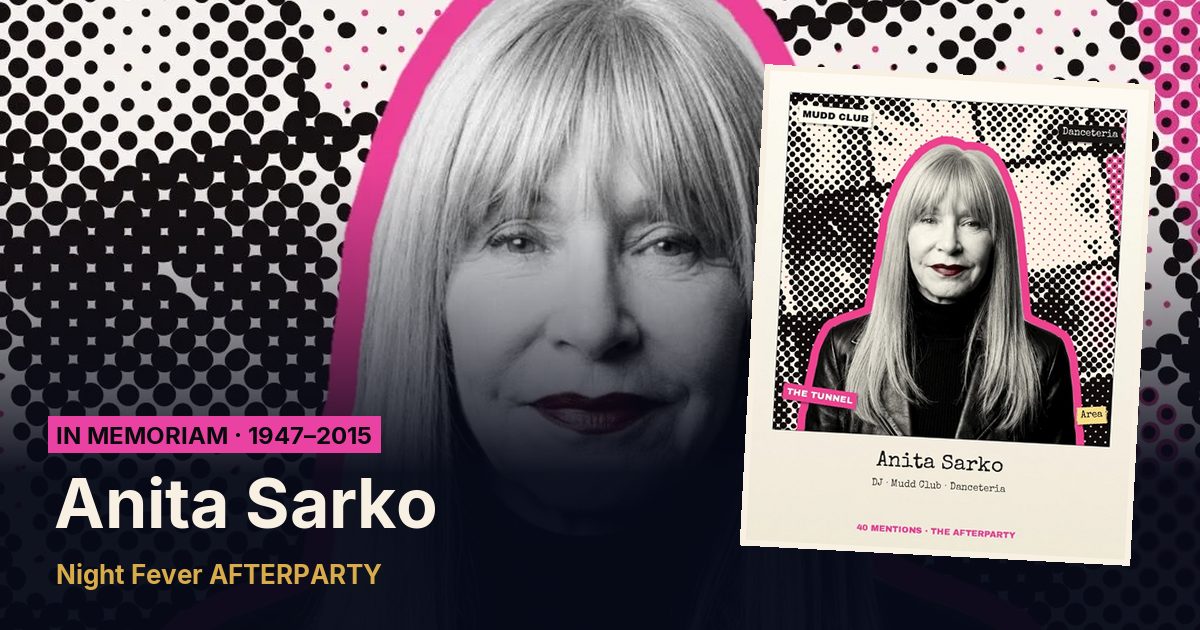 IN MEMORIAM · 1947–2015
Anita Sarko
Night Fever AFTERPARTY
MUDD CLUB
Danceteria
THE TUNNEL
Area
Anita Sarko
DJ · Mudd Club · Danceteria
40 MENTIONS · THE AFTERPARTY